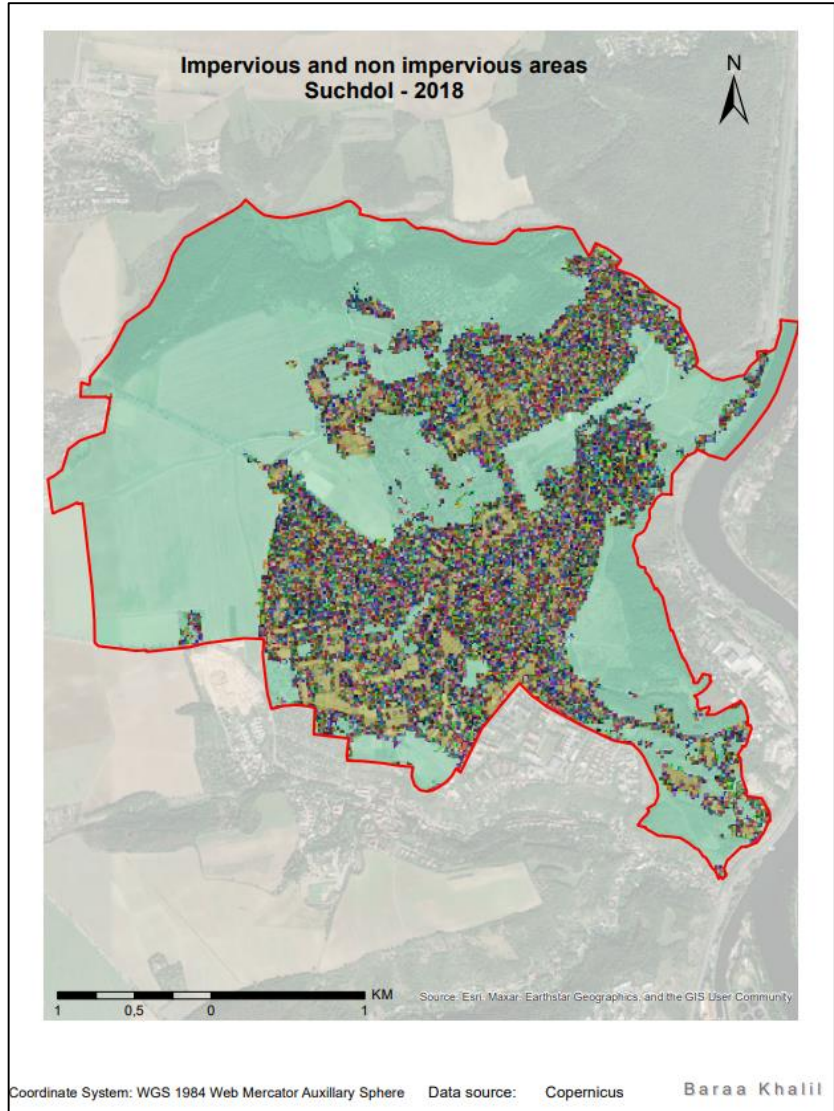 Impervious and non impervious areas
Suchdol - 2018
N
KM
1 0,5 0 1
Source: Esri, Maxar, Earthstar Geographics, and the GIS User Community
Coordinate System: WGS 1984 Web Mercator Auxillary Sphere Data source: Copernicus Baraa Khalil